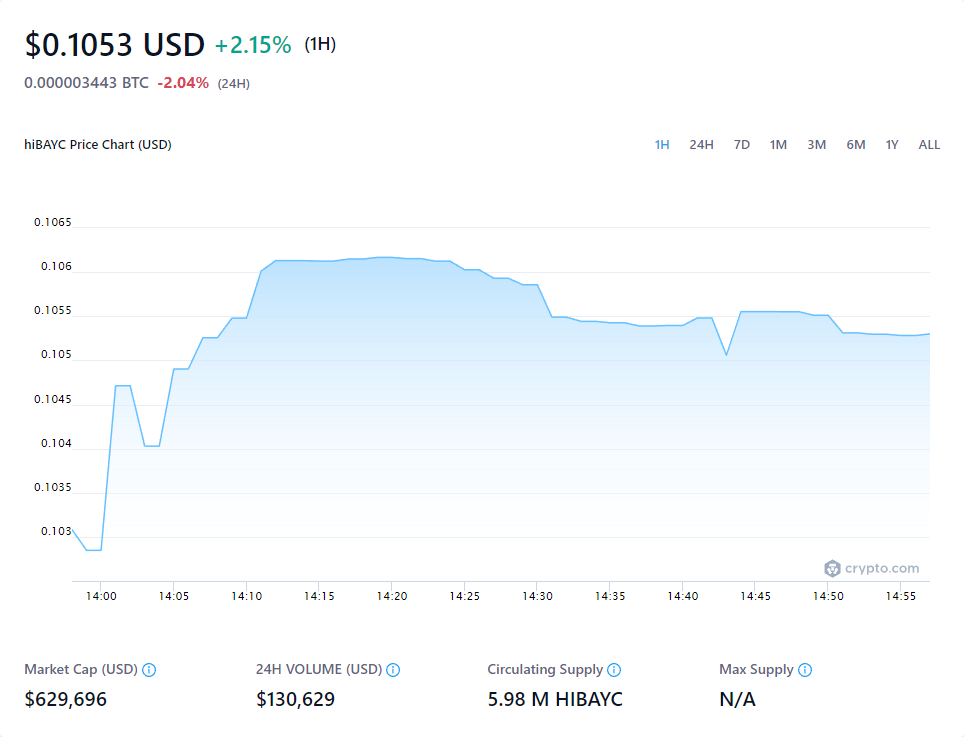 $0.1053 USD +2.15% (1H)
0.000003443 BTC -2.04% (24H)
hiBAYC Price Chart (USD) 1H 24H 7D 1M 3M 6M 1Y ALL
0.1065
0.106
0.1055
0.105
0.1045
0.104
0.1035
0.103
crypto.com
14:00 14:05 14:10 14:15 14:20 14:25 14:30 14:35 14:40 14:45 14:50 14:55
Market Cap (USD) 24H VOLUME (USD) Circulating Supply Max Supply
$629,696 $130,629 5.98 M HIBAYC N/A